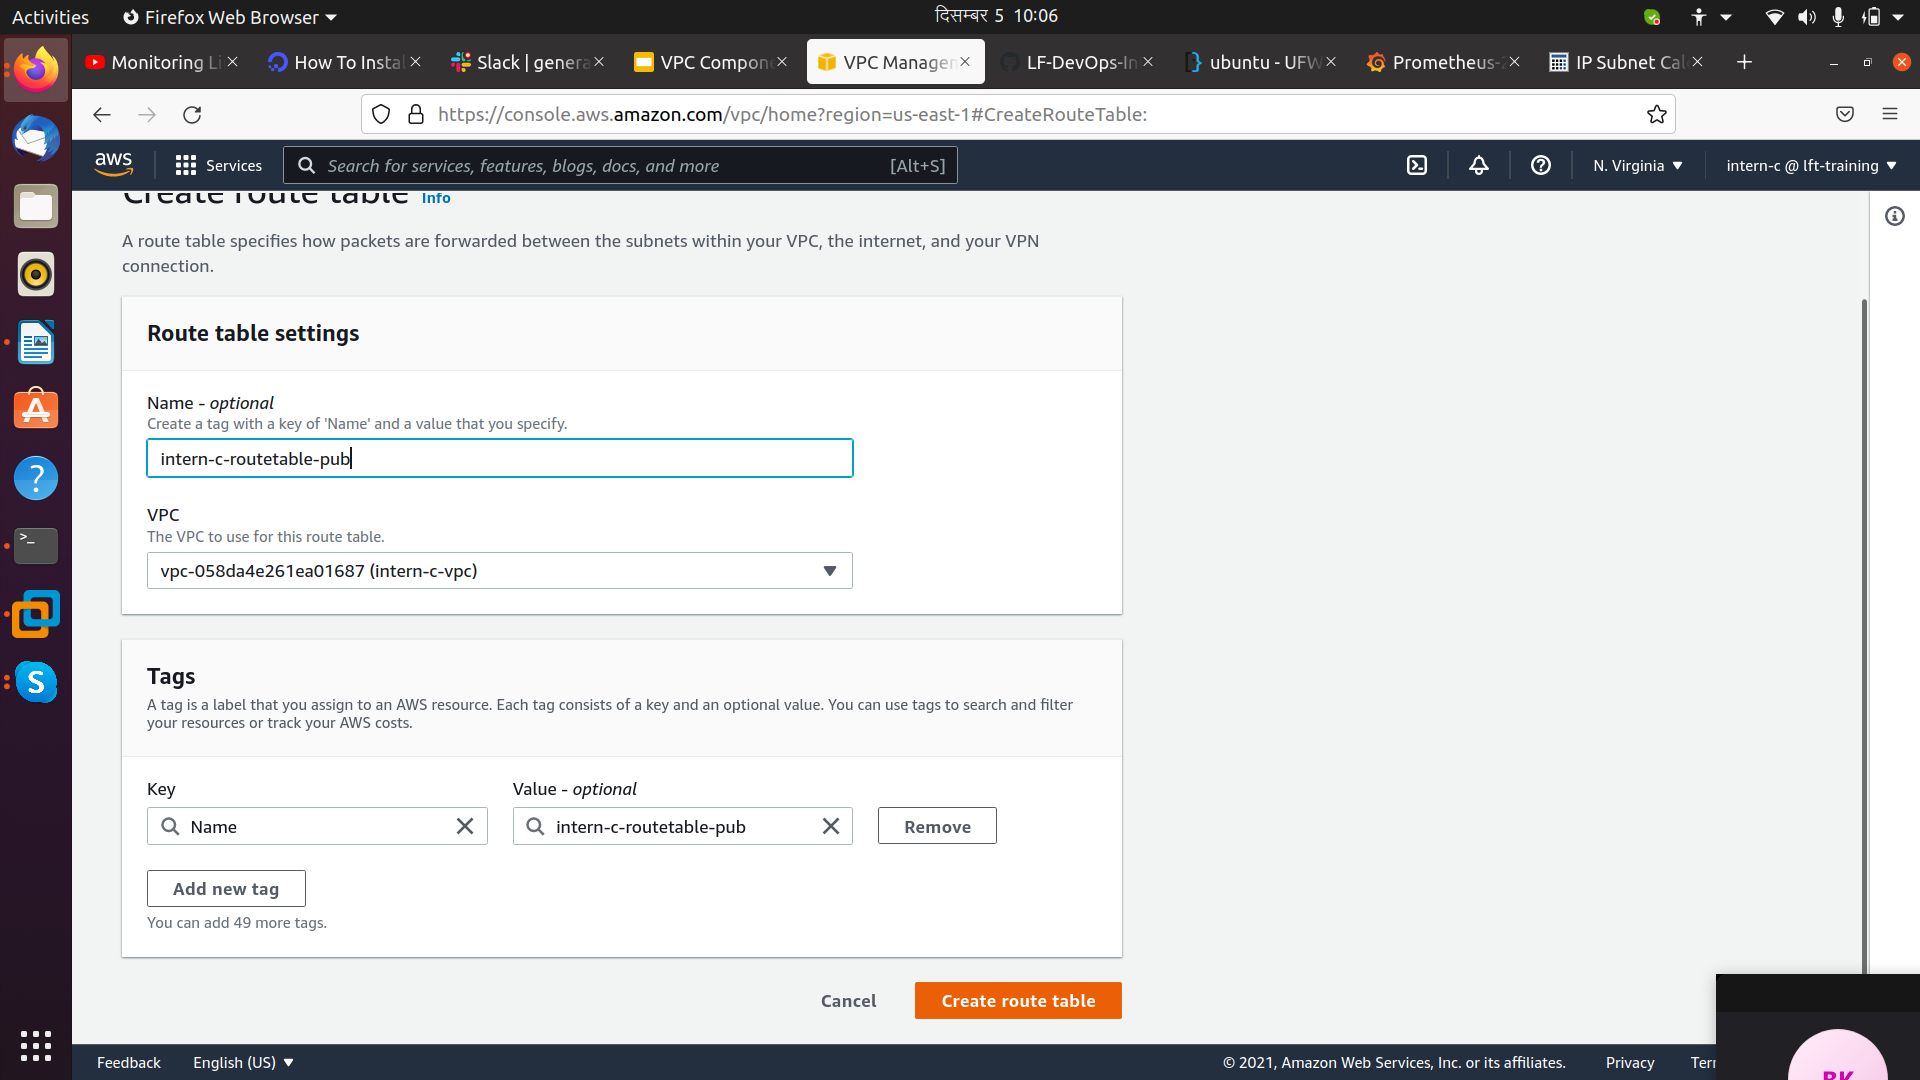 Activities
Firefox Web Browser
दिसम्बर 5 10:06
Monitoring Li
How To Instal
Slack | genera
VPC Compon
VPC Managem
LF-DevOps-In
ubuntu - UFW
Prometheus-
IP Subnet Cal
https://console.aws.amazon.com/vpc/home?region=us-east-1#CreateRouteTable:
aws
Services
Search for services, features, blogs, docs, and more
[Alt+S]
N. Virginia
intern-c @ lft-training
Create route table
Info
A route table specifies how packets are forwarded between the subnets within your VPC, the internet, and your VPN
connection.
Route table settings
Name - optional
Create a tag with a key of 'Name' and a value that you specify.
intern-c-routetable-pub
VPC
The VPC to use for this route table.
vpc-058da4e261ea01687 (intern-c-vpc)
Tags
A tag is a label that you assign to an AWS resource. Each tag consists of a key and an optional value. You can use tags to search and filter
your resources or track your AWS costs.
Key
Value - optional
Name
intern-c-routetable-pub
Remove
Add new tag
You can add 49 more tags.
Cancel
Create route table
Feedback
English (US)
© 2021, Amazon Web Services, Inc. or its affiliates.
Privacy
Ter